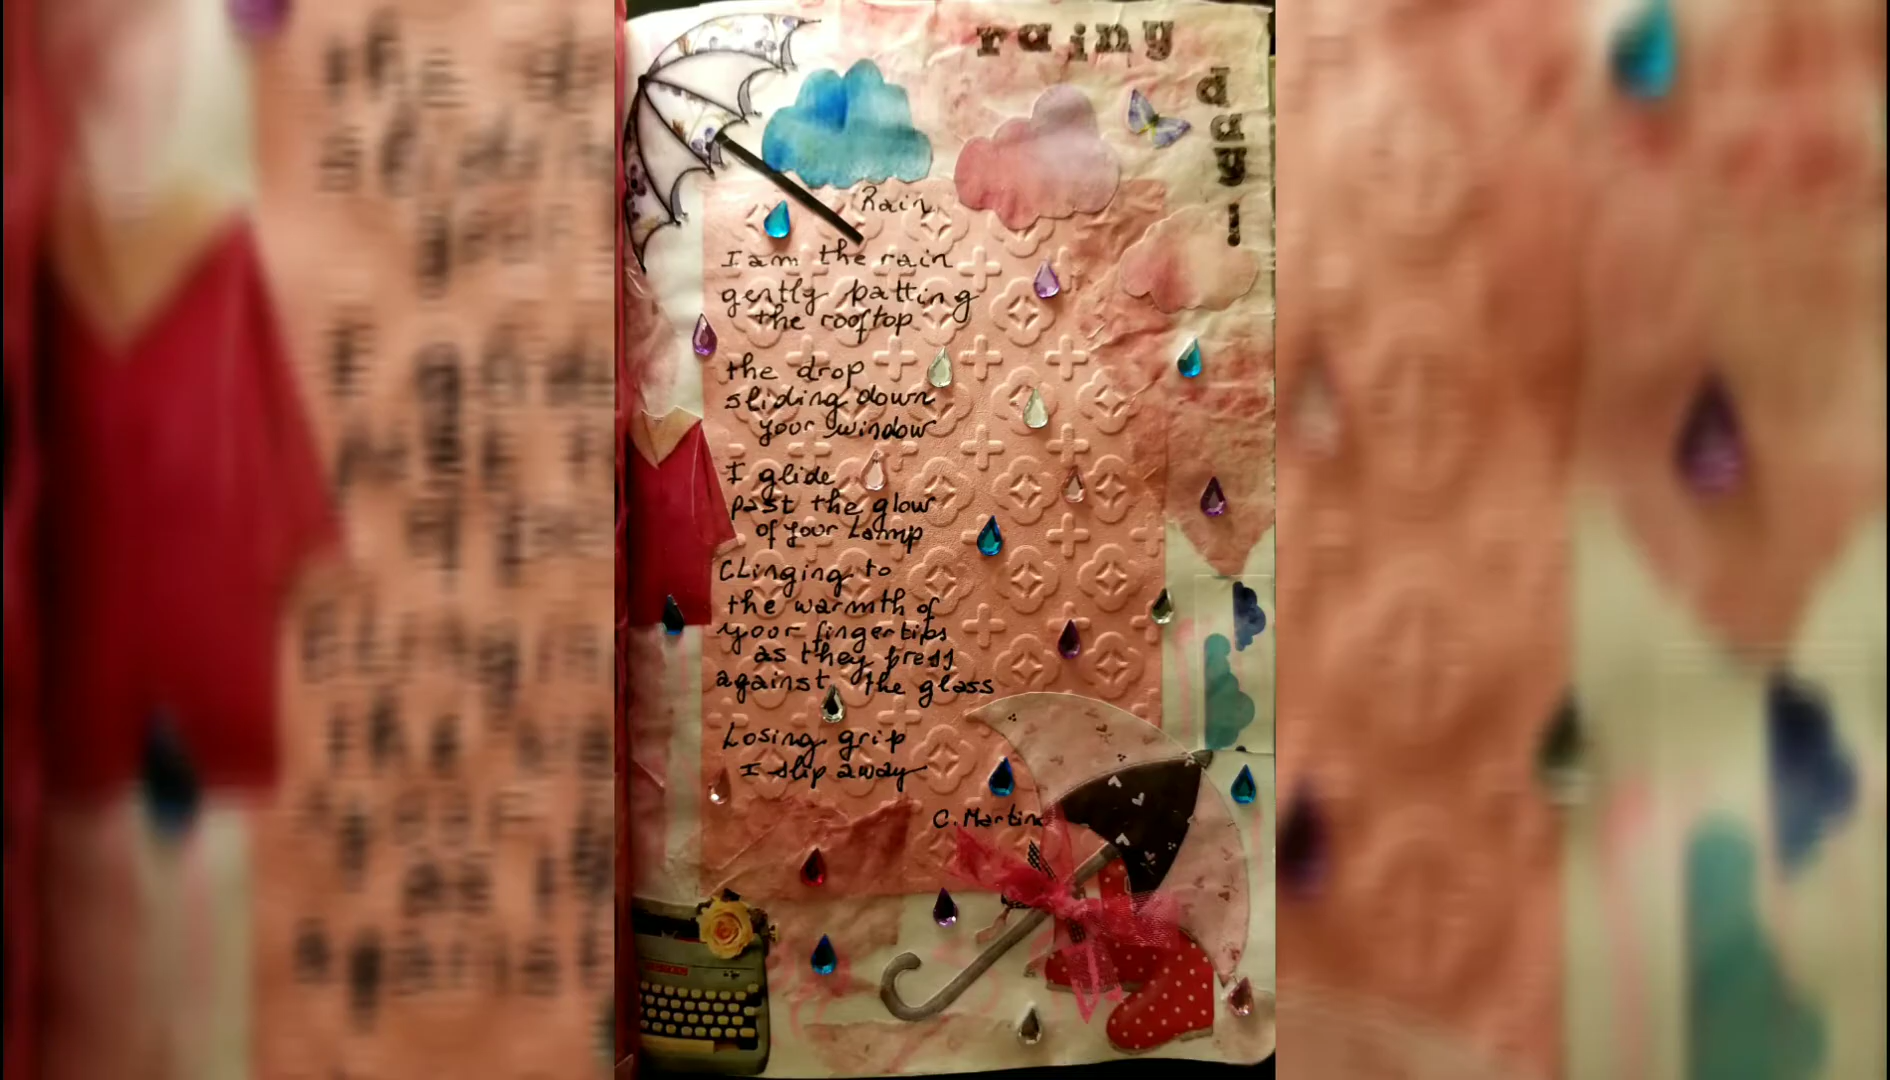 rainy
days!
Rain
I am the rain
gently patting
the rooftop
the drop
sliding down
your window
I glide
past the glow
of your Lamp
CLinging to
the warmth of
your fingertips
as they press
against the glass
Losing grip
I slip away
C. Martin